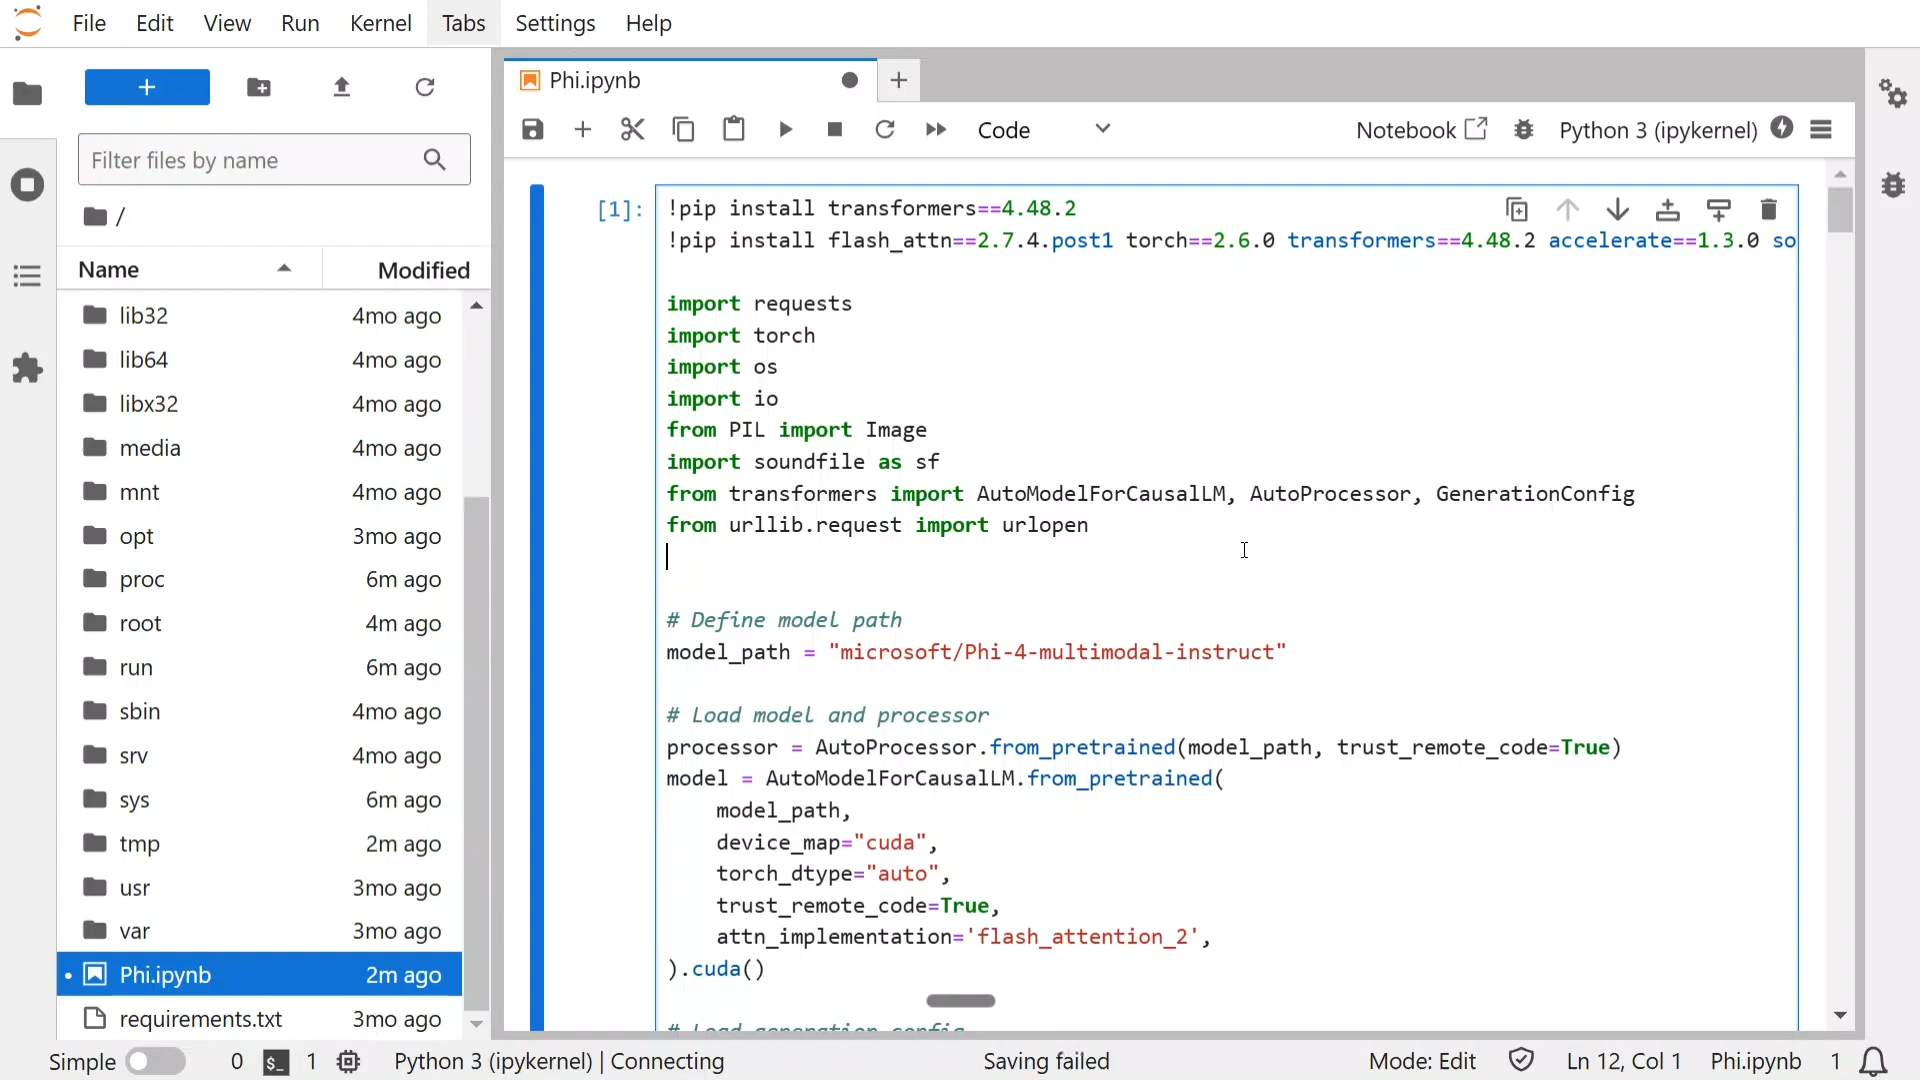 File Edit View Run Kernel Tabs Settings Help
Phi.ipynb
+
Code
Notebook
Python 3 (ipykernel)
Filter files by name
/
Name Modified
lib32 4mo ago
lib64 4mo ago
libx32 4mo ago
media 4mo ago
mnt 4mo ago
opt 3mo ago
proc 6m ago
root 4m ago
run 6m ago
sbin 4mo ago
srv 4mo ago
sys 6m ago
tmp 2m ago
usr 3mo ago
var 3mo ago
Phi.ipynb 2m ago
requirements.txt 3mo ago
[1]:
!pip install transformers==4.48.2
!pip install flash_attn==2.7.4.post1 torch==2.6.0 transformers==4.48.2 accelerate==1.3.0 so
import requests
import torch
import os
import io
from PIL import Image
import soundfile as sf
from transformers import AutoModelForCausalLM, AutoProcessor, GenerationConfig
from urllib.request import urlopen
# Define model path
model_path = "microsoft/Phi-4-multimodal-instruct"
# Load model and processor
processor = AutoProcessor.from_pretrained(model_path, trust_remote_code=True)
model = AutoModelForCausalLM.from_pretrained(
model_path,
device_map="cuda",
torch_dtype="auto",
trust_remote_code=True,
attn_implementation='flash_attention_2',
).cuda()
# Load generation config
Simple 0 $_ 1 Python 3 (ipykernel) | Connecting Saving failed Mode: Edit Ln 12, Col 1 Phi.ipynb 1